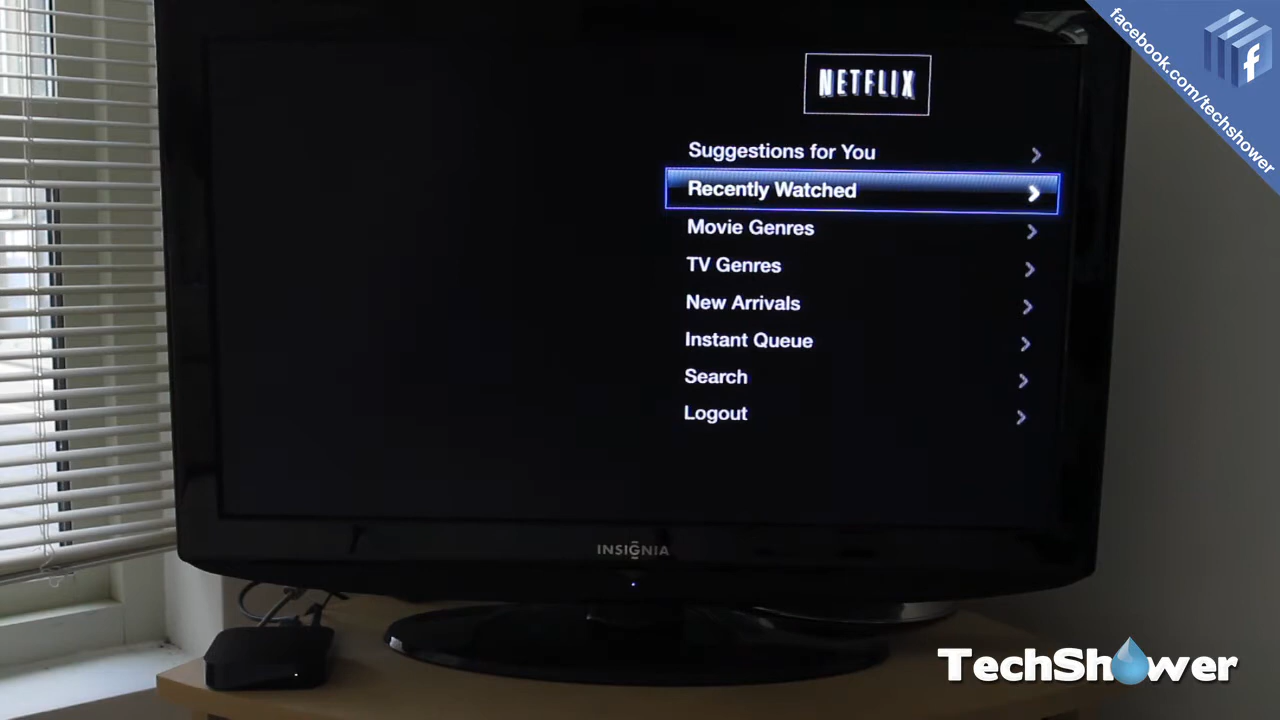 facebook.com/techshower
f
NETFLIX
Suggestions for You
Recently Watched
Movie Genres
TV Genres
New Arrivals
Instant Queue
Search
Logout
INSIGNIA
TechShower